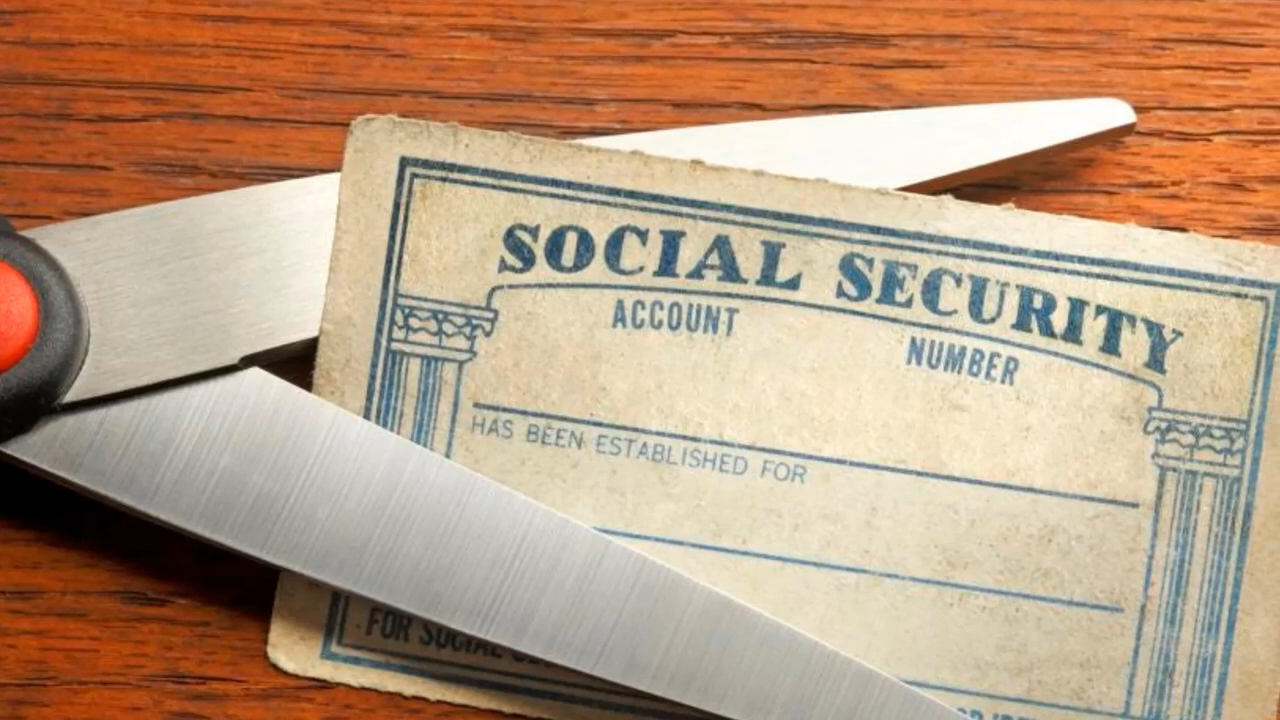 SOCIAL SECURITY
ACCOUNT NUMBER
HAS BEEN ESTABLISHED FOR
FOR SOCIAL